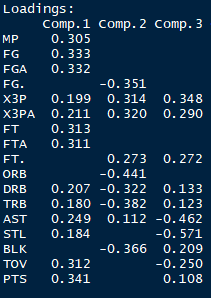 Loadings:
     Comp.1 Comp.2 Comp.3
MP    0.305
FG    0.333
FGA   0.332
FG.         -0.351
X3P   0.199  0.314  0.348
X3PA  0.211  0.320  0.290
FT    0.313
FTA   0.311
FT.          0.273  0.272
ORB         -0.441
DRB   0.207 -0.322  0.133
TRB   0.180 -0.382  0.123
AST   0.249  0.112 -0.462
STL   0.184        -0.571
BLK         -0.366  0.209
TOV   0.312        -0.250
PTS   0.341         0.108